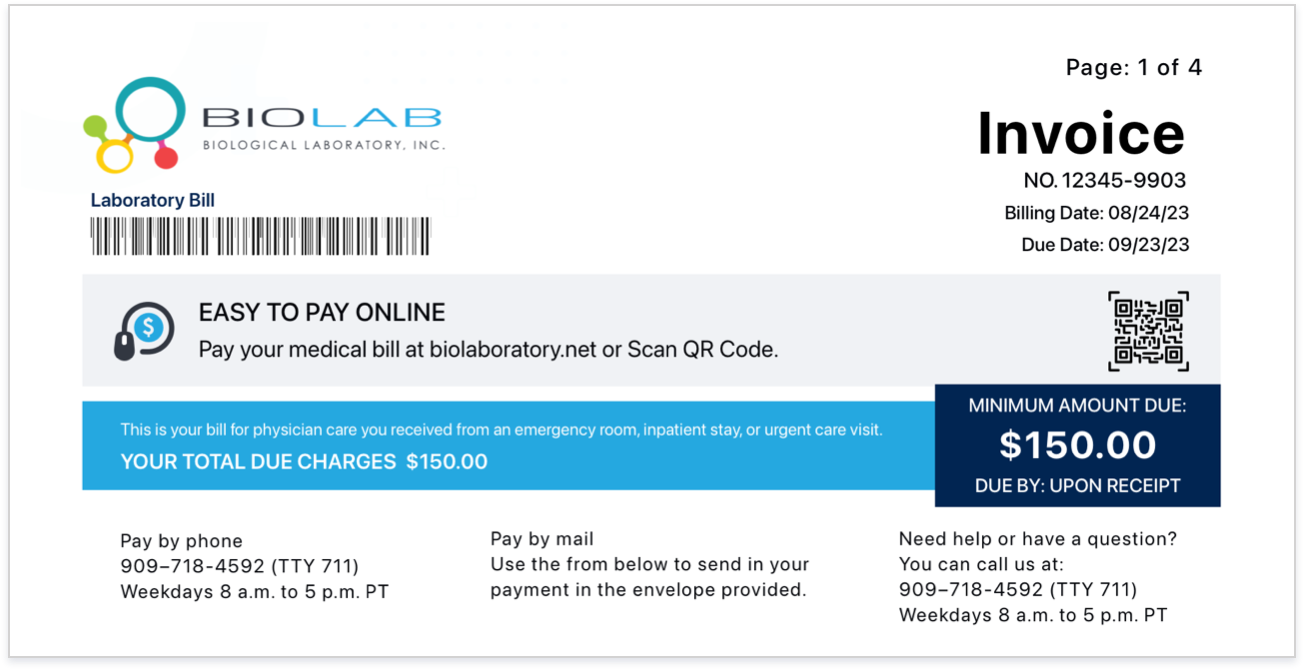 Page: 1 of 4
BIOLAB
BIOLOGICAL LABORATORY, INC.
Invoice
NO. 12345-9903
Laboratory Bill
Billing Date: 08/24/23
Due Date: 09/23/23
EASY TO PAY ONLINE
$
Pay your medical bill at biolaboratory.net or Scan QR Code.
This is your bill for physician care you received from an emergency room, inpatient stay, or urgent care visit.
YOUR TOTAL DUE CHARGES $150.00
MINIMUM AMOUNT DUE:
$150.00
DUE BY: UPON RECEIPT
Pay by phone
909–718-4592 (TTY 711)
Weekdays 8 a.m. to 5 p.m. PT
Pay by mail
Use the from below to send in your
payment in the envelope provided.
Need help or have a question?
You can call us at:
909–718-4592 (TTY 711)
Weekdays 8 a.m. to 5 p.m. PT